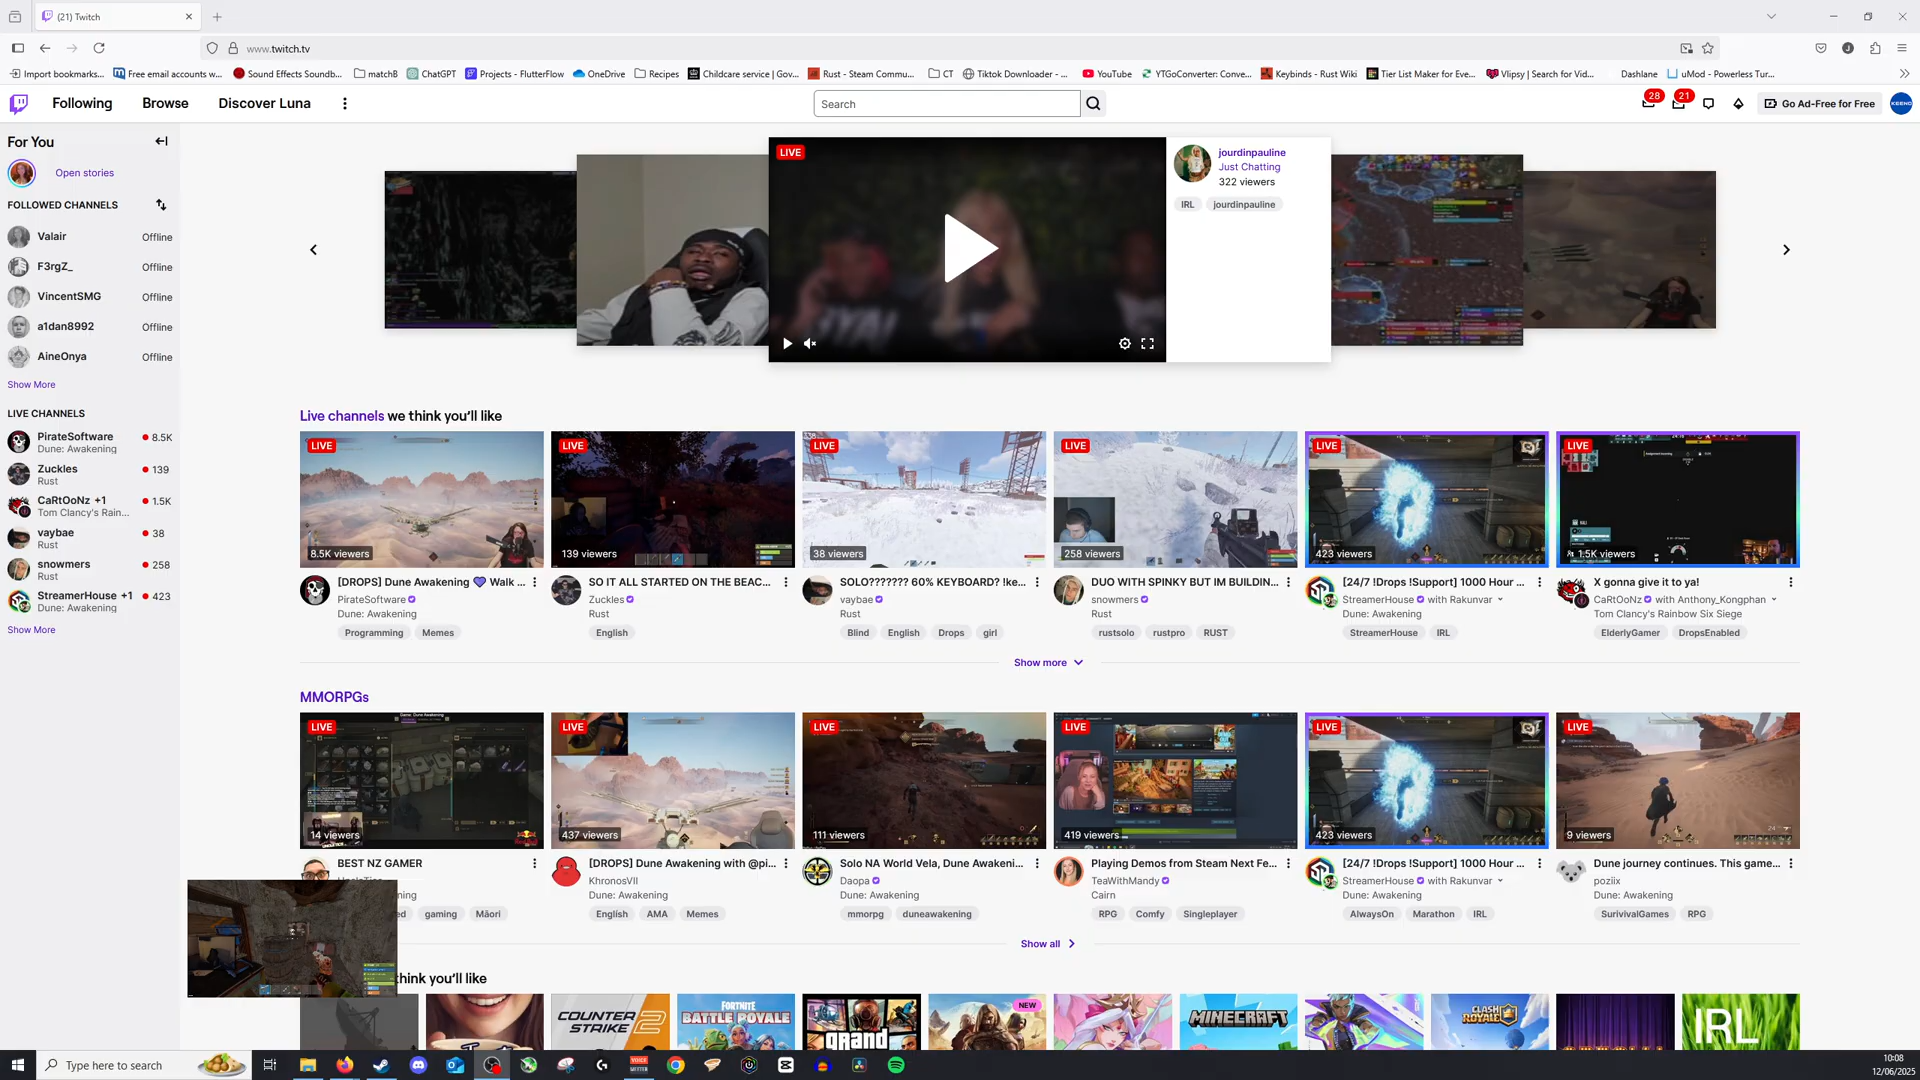 (21) Twitch
www.twitch.tv
Import bookmarks...
Free email accounts w...
Sound Effects Soundb...
matchB
ChatGPT
Projects - FlutterFlow
OneDrive
Recipes
Childcare service | Gov...
Rust - Steam Commu...
CT
Tiktok Downloader - ...
YouTube
YTGoConverter: Conve...
Keybinds - Rust Wiki
Tier List Maker for Eve...
Vlipsy | Search for Vid...
Dashlane
uMod - Powerless Tur...
Following
Browse
Discover Luna
Search
28
21
Go Ad-Free for Free
For You
Open stories
FOLLOWED CHANNELS
Valair
Offline
F3rgZ_
Offline
VincentSMG
Offline
a1dan8992
Offline
AineOnya
Offline
Show More
LIVE CHANNELS
PirateSoftware
8.5K
Dune: Awakening
Zuckles
139
Rust
CaRtOoNz +1
1.5K
Tom Clancy's Rain...
vaybae
38
Rust
snowmers
258
Rust
StreamerHouse +1
423
Dune: Awakening
Show More
LIVE
jourdinpauline
Just Chatting
322 viewers
IRL
jourdinpauline
Live channels we think you'll like
LIVE
8.5K viewers
[DROPS] Dune Awakening 💜 Walk ...
PirateSoftware
Dune: Awakening
Programming
Memes
LIVE
139 viewers
SO IT ALL STARTED ON THE BEAC...
Zuckles
Rust
English
LIVE
38 viewers
SOLO??????? 60% KEYBOARD? !ke...
vaybae
Rust
Blind
English
Drops
girl
LIVE
258 viewers
DUO WITH SPINKY BUT IM BUILDIN...
snowmers
Rust
rustsolo
rustpro
RUST
LIVE
423 viewers
[24/7 !Drops !Support] 1000 Hour ...
StreamerHouse with Rakunvar
Dune: Awakening
StreamerHouse
IRL
LIVE
1.5K viewers
X gonna give it to ya!
CaRtOoNz with Anthony_Kongphan
Tom Clancy's Rainbow Six Siege
ElderlyGamer
DropsEnabled
Show more
MMORPGs
LIVE
14 viewers
BEST NZ GAMER
gaming
Māori
LIVE
437 viewers
[DROPS] Dune Awakening with @pi...
KhronosVII
Dune: Awakening
English
AMA
Memes
LIVE
111 viewers
Solo NA World Vela, Dune Awakeni...
Daopa
Dune: Awakening
mmorpg
duneawakening
LIVE
419 viewers
Playing Demos from Steam Next Fe...
TeaWithMandy
Cairn
RPG
Comfy
Singleplayer
LIVE
423 viewers
[24/7 !Drops !Support] 1000 Hour ...
StreamerHouse with Rakunvar
Dune: Awakening
AlwaysOn
Marathon
IRL
LIVE
9 viewers
Dune journey continues. This game...
poziix
Dune: Awakening
SurivivalGames
RPG
Show all
think you'll like
COUNTER
STRIKE 2
FORTNITE
BATTLE ROYALE
GRAND
NEW
MINECRAFT
CLASH
ROYALE
IRL
Type here to search
10:08
12/06/2025